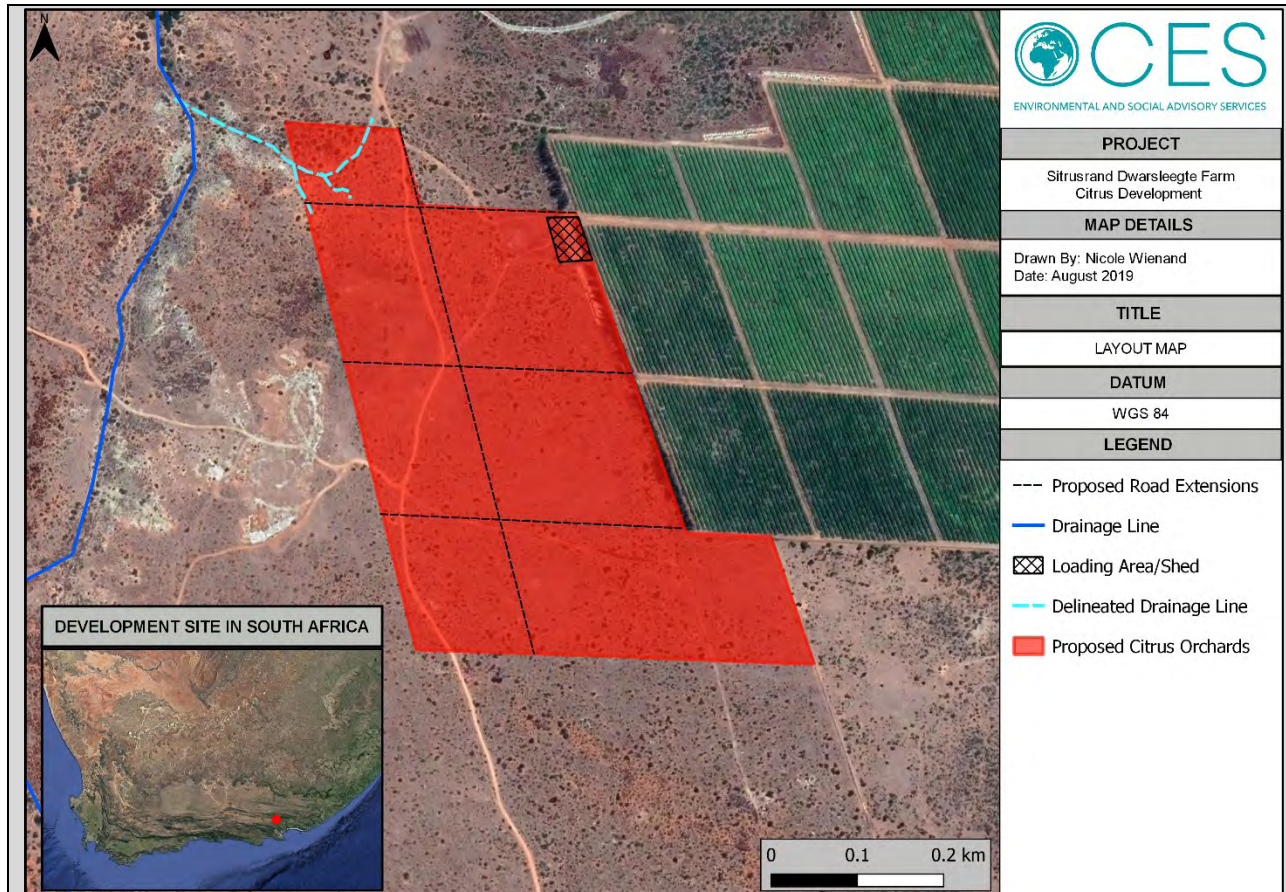 N
CES
ENVIRONMENTAL AND SOCIAL ADVISORY SERVICES
PROJECT
Sitrusrand Dwarsleegte Farm
Citrus Development
MAP DETAILS
Drawn By: Nicole Wienand
Date: August 2019
TITLE
LAYOUT MAP
DATUM
WGS 84
LEGEND
Proposed Road Extensions
Drainage Line
Loading Area/Shed
Delineated Drainage Line
Proposed Citrus Orchards
DEVELOPMENT SITE IN SOUTH AFRICA
0 0.1 0.2 km